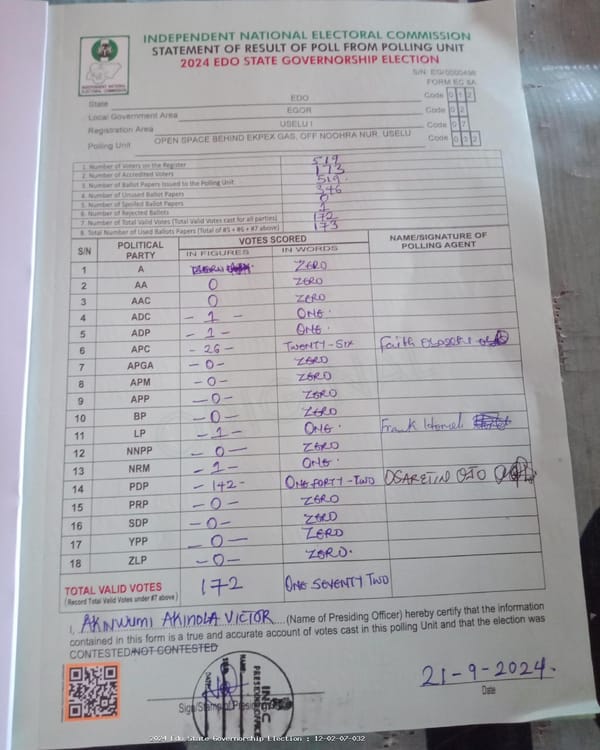 INDEPENDENT NATIONAL ELECTORAL COMMISSION
STATEMENT OF RESULT OF POLL FROM POLLING UNIT
2024 EDO STATE GOVERNORSHIP ELECTION
INDEPENDENT NATIONAL ELECTORAL COMMISSION
S/N: EG/0000498
FORM EC 8A
State EDO Code 0 1 2
Local Government Area EGOR Code 0 2
Registration Area USELU I Code 0 7
Polling Unit OPEN SPACE BEHIND EKPEX GAS, OFF NOOHRA NUR. USELU Code 0 3 2
1. Number of Voters on the Register 519
2. Number of Accredited Voters 173
3. Number of Ballot Papers Issued to the Polling Unit 519
4. Number of Unused Ballot Papers 346
5. Number of Spoiled Ballot Papers 0
6. Number of Rejected Ballots 1
7. Number of Total Valid Votes (Total Valid Votes cast for all parties) 172
8. Total Number of Used Ballots Papers (Total of #5 + #6 + #7 above) 173
S/N POLITICAL PARTY VOTES SCORED NAME/SIGNATURE OF POLLING AGENT
IN FIGURES IN WORDS
1 A ZERO
2 AA 0 ZERO
3 AAC 0 ZERO
4 ADC - 1 - ONE.
5 ADP - 1 - ONE.
6 APC - 26 - TWENTY-SIX Faith
7 APGA - 0 - ZERO
8 APM - 0 - ZERO
9 APP - 0 - ZERO
10 BP - 0 - ZERO
11 LP - 1 - ONE. Frank
12 NNPP - 0 - ZERO
13 NRM - 1 - ONE.
14 PDP - 142 - ONE FORTY-TWO OSARETIN OJO
15 PRP - 0 - ZERO
16 SDP - 0 - ZERO
17 YPP - 0 - ZERO
18 ZLP - 0 - ZERO.
TOTAL VALID VOTES 172 ONE SEVENTY TWO
(Record Total Valid Votes under #7 above)
I, AKINWUMI AKINOLA VICTOR (Name of Presiding Officer) hereby certify that the information
contained in this form is a true and accurate account of votes cast in this polling Unit and that the election was
CONTESTED/NOT CONTESTED
21-9-2024.
Date
INEC
Sign/Stamp of Presi
2024 Edo State Governorship Election : 12-02-07-032